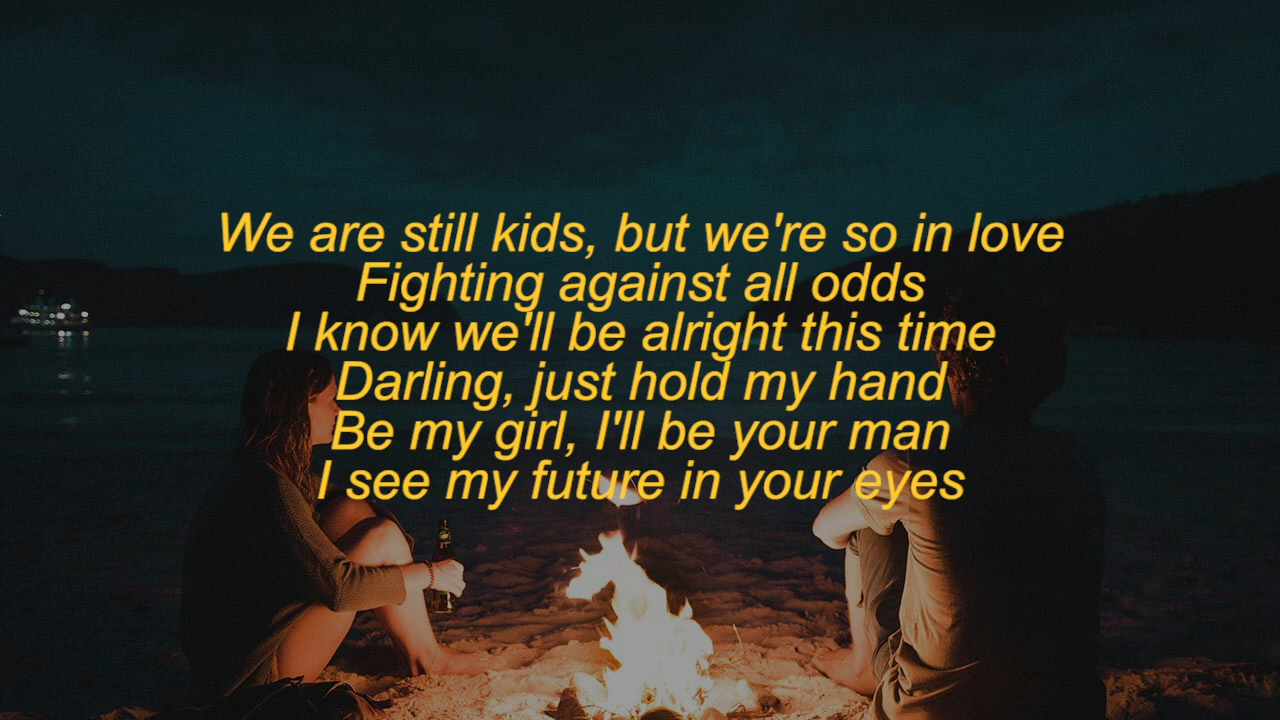 We are still kids, but we're so in love
Fighting against all odds
I know we'll be alright this time
Darling, just hold my hand
Be my girl, I'll be your man
I see my future in your eyes